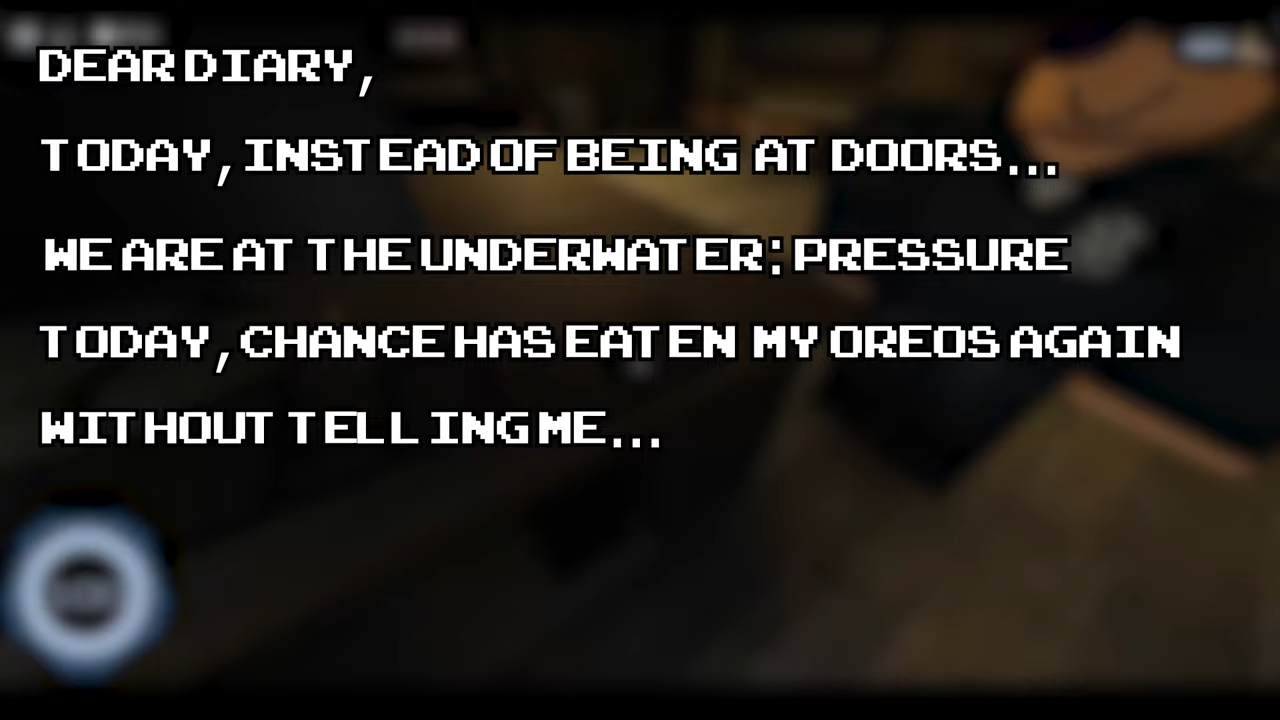 DEAR DIARY,
TODAY, INSTEAD OF BEING AT DOORS...
WE ARE AT THE UNDERWATER: PRESSURE
TODAY, CHANCE HAS EATEN MY OREOS AGAIN
WITHOUT TELLING ME...